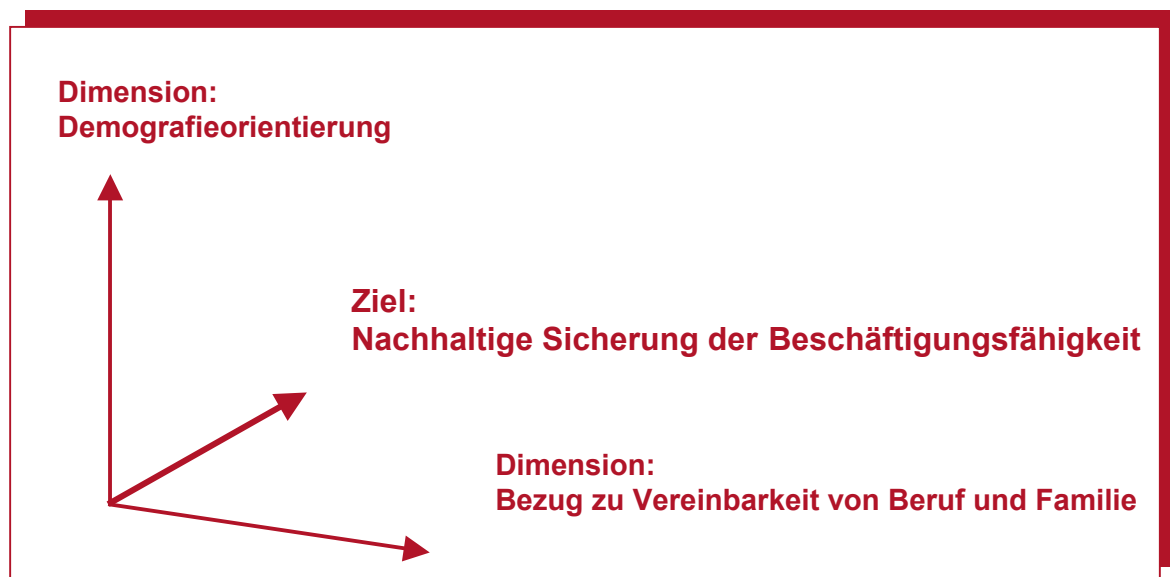 Dimension:
Demografieorientierung
Ziel:
Nachhaltige Sicherung der Beschäftigungsfähigkeit
Dimension:
Bezug zu Vereinbarkeit von Beruf und Familie